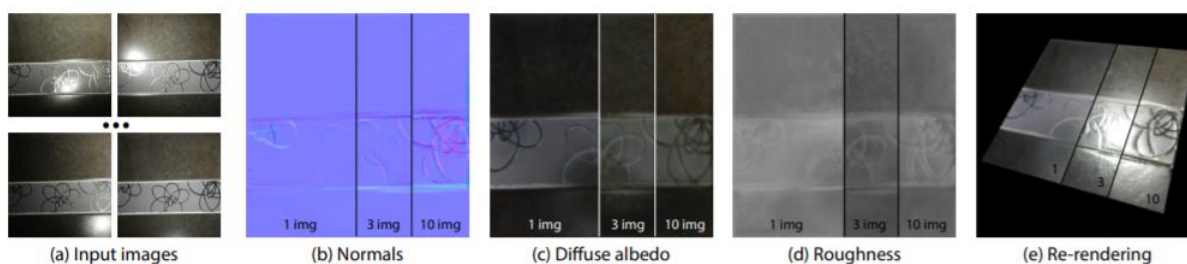 1 img 3 img 10 img
1 img 3 img 10 img
1 img 3 img 10 img
1 3 10
(a) Input images (b) Normals (c) Diffuse albedo (d) Roughness (e) Re-rendering